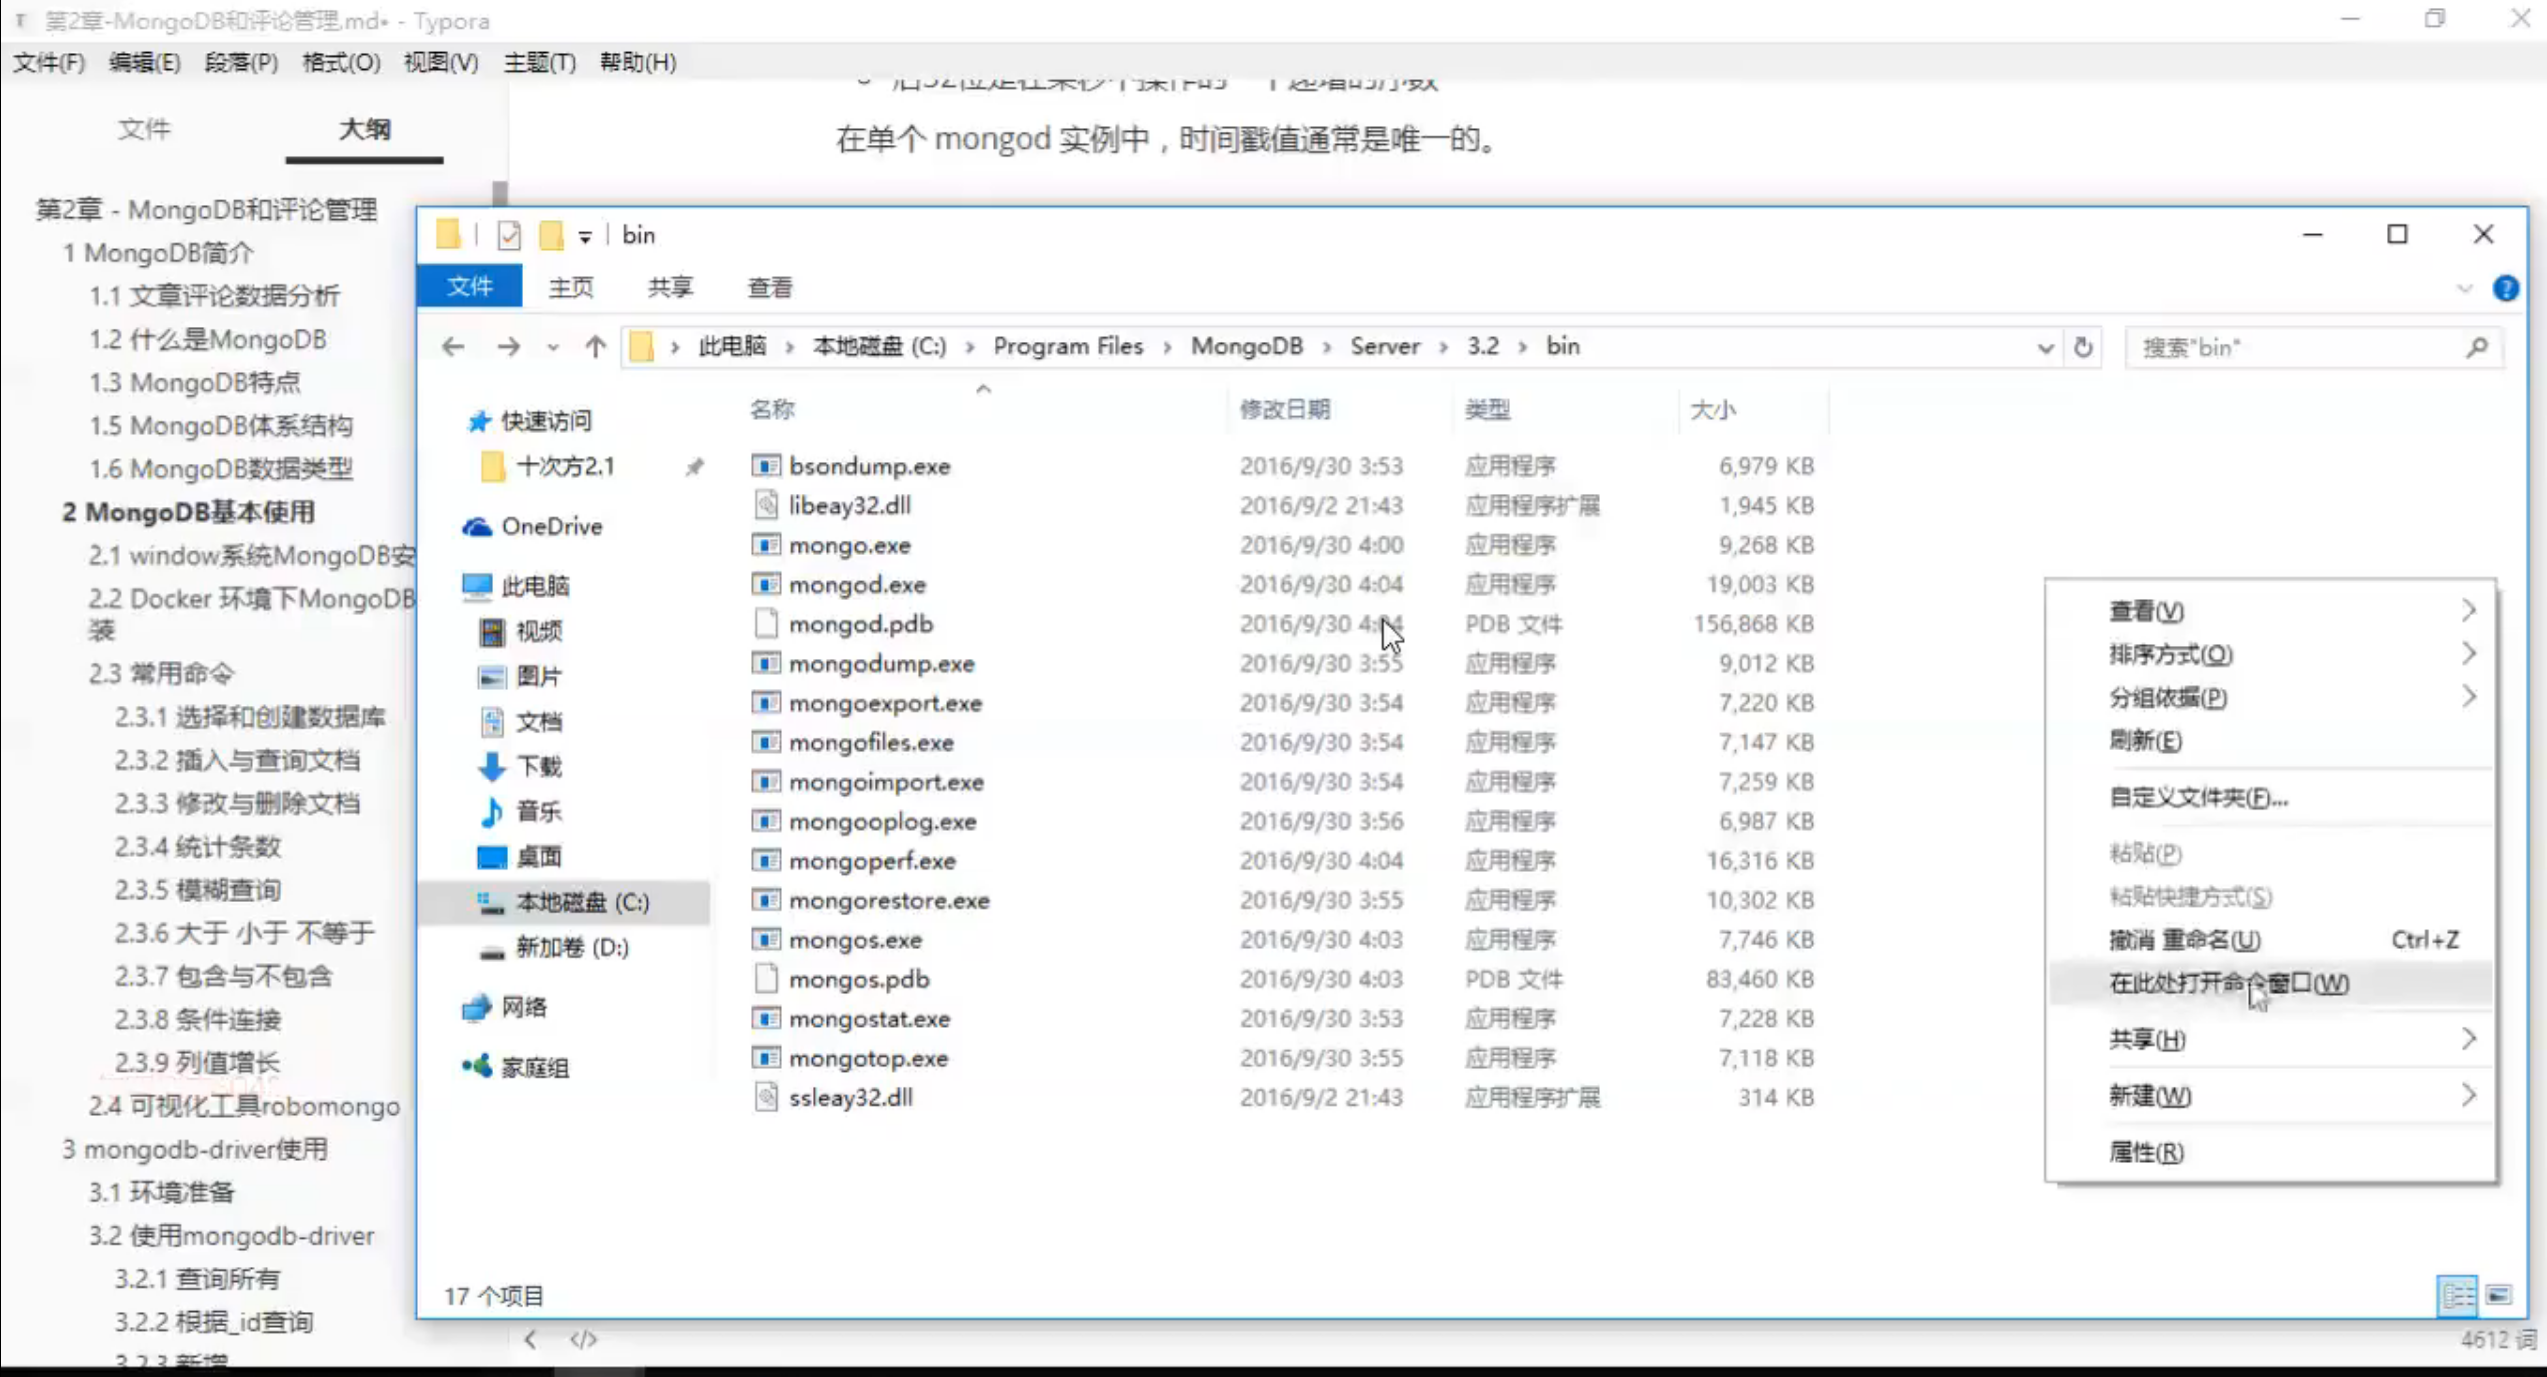 第2章-MongoDB和评论管理.md• - Typora
文件(F) 编辑(E) 段落(P) 格式(O) 视图(V) 主题(T) 帮助(H)
文件 大纲
第2章 - MongoDB和评论管理
1 MongoDB简介
1.1 文章评论数据分析
1.2 什么是MongoDB
1.3 MongoDB特点
1.5 MongoDB体系结构
1.6 MongoDB数据类型
2 MongoDB基本使用
2.1 window系统MongoDB安
2.2 Docker 环境下MongoDB
装
2.3 常用命令
2.3.1 选择和创建数据库
2.3.2 插入与查询文档
2.3.3 修改与删除文档
2.3.4 统计条数
2.3.5 模糊查询
2.3.6 大于 小于 不等于
2.3.7 包含与不包含
2.3.8 条件连接
2.3.9 列值增长
2.4 可视化工具robomongo
3 mongodb-driver使用
3.1 环境准备
3.2 使用mongodb-driver
3.2.1 查询所有
3.2.2 根据_id查询
3.2.3 新增
在单个 mongod 实例中，时间戳值通常是唯一的。
bin
文件 主页 共享 查看
此电脑 › 本地磁盘 (C:) › Program Files › MongoDB › Server › 3.2 › bin
搜索"bin"
快速访问
十次方2.1
OneDrive
此电脑
视频
图片
文档
下载
音乐
桌面
本地磁盘 (C:)
新加卷 (D:)
网络
家庭组
名称 修改日期 类型 大小
bsondump.exe 2016/9/30 3:53 应用程序 6,979 KB
libeay32.dll 2016/9/2 21:43 应用程序扩展 1,945 KB
mongo.exe 2016/9/30 4:00 应用程序 9,268 KB
mongod.exe 2016/9/30 4:04 应用程序 19,003 KB
mongod.pdb 2016/9/30 4:04 PDB 文件 156,868 KB
mongodump.exe 2016/9/30 3:55 应用程序 9,012 KB
mongoexport.exe 2016/9/30 3:54 应用程序 7,220 KB
mongofiles.exe 2016/9/30 3:54 应用程序 7,147 KB
mongoimport.exe 2016/9/30 3:54 应用程序 7,259 KB
mongooplog.exe 2016/9/30 3:56 应用程序 6,987 KB
mongoperf.exe 2016/9/30 4:04 应用程序 16,316 KB
mongorestore.exe 2016/9/30 3:55 应用程序 10,302 KB
mongos.exe 2016/9/30 4:03 应用程序 7,746 KB
mongos.pdb 2016/9/30 4:03 PDB 文件 83,460 KB
mongostat.exe 2016/9/30 3:53 应用程序 7,228 KB
mongotop.exe 2016/9/30 3:55 应用程序 7,118 KB
ssleay32.dll 2016/9/2 21:43 应用程序扩展 314 KB
查看(V)
排序方式(O)
分组依据(P)
刷新(E)
自定义文件夹(F)...
粘贴(P)
粘贴快捷方式(S)
撤消 重命名(U) Ctrl+Z
在此处打开命令窗口(W)
共享(H)
新建(W)
属性(R)
17 个项目
4612 词